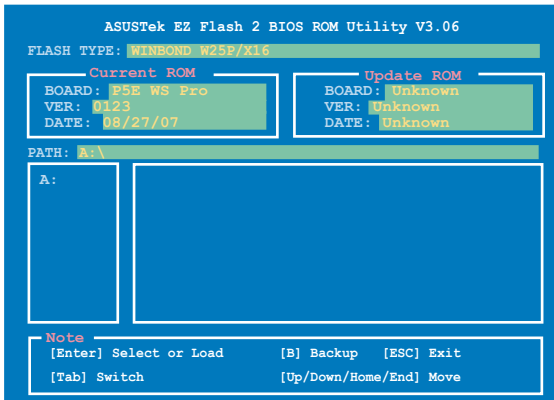 ASUSTek EZ Flash 2 BIOS ROM Utility V3.06
FLASH TYPE: WINBOND W25P/X16
Current ROM
BOARD: P5E WS Pro
VER: 0123
DATE: 08/27/07
Update ROM
BOARD: Unknown
VER: Unknown
DATE: Unknown
PATH: A:\
A:
Note
[Enter] Select or Load [B] Backup [ESC] Exit
[Tab] Switch [Up/Down/Home/End] Move